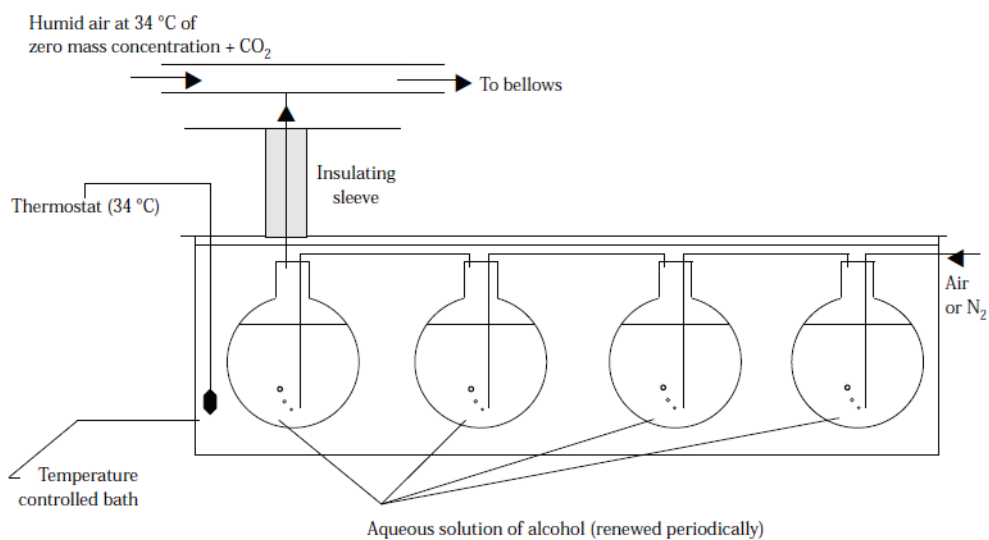 Humid air at 34 °C of
zero mass concentration + CO₂
To bellows
Insulating
sleeve
Thermostat (34 °C)
Air
or N₂
Temperature
controlled bath
Aqueous solution of alcohol (renewed periodically)